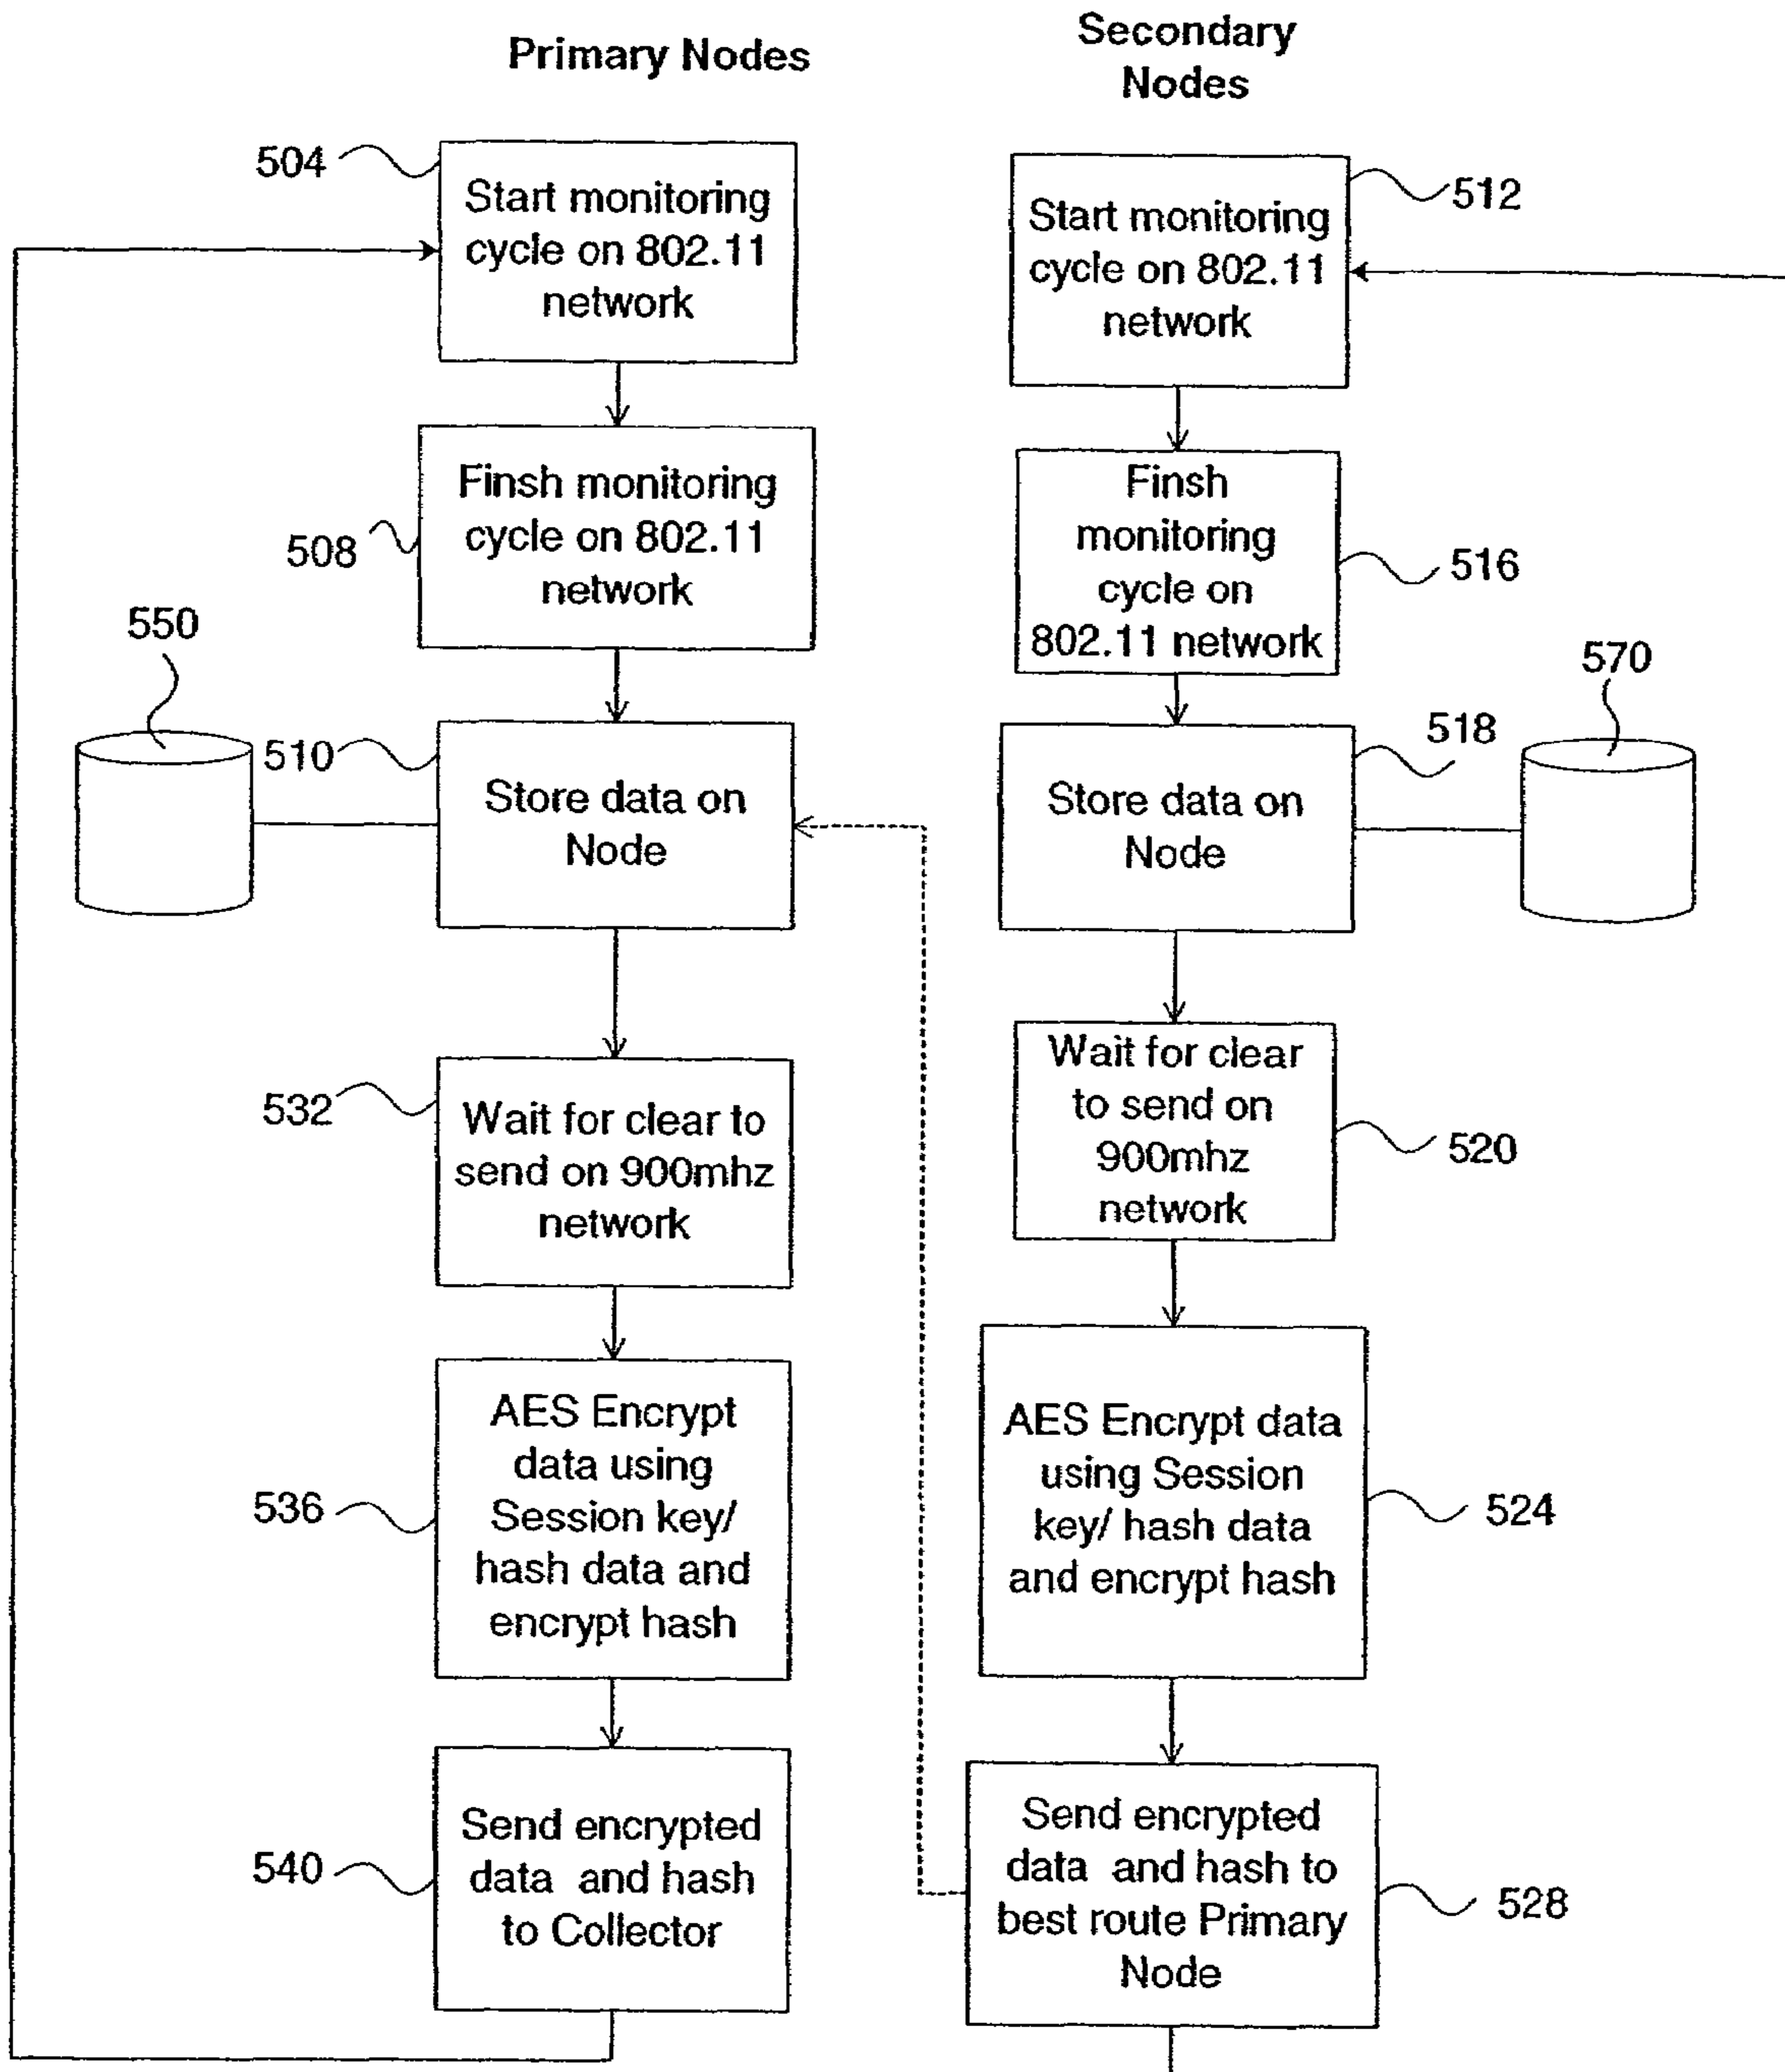 Primary Nodes
504
Start monitoring
cycle on 802.11
network
508
Finsh monitoring
cycle on 802.11
network
550
510
Store data on
Node
532
Wait for clear to
send on 900mhz
network
536
AES Encrypt
data using
Session key/
hash data and
encrypt hash
540
Send encrypted
data and hash
to Collector
Secondary
Nodes
512
Start monitoring
cycle on 802.11
network
Finsh
monitoring
cycle on
802.11 network
516
570
518
Store data on
Node
Wait for clear
to send on
900mhz
network
520
AES Encrypt data
using Session
key/ hash data
and encrypt hash
524
Send encrypted
data and hash to
best route Primary
Node
528